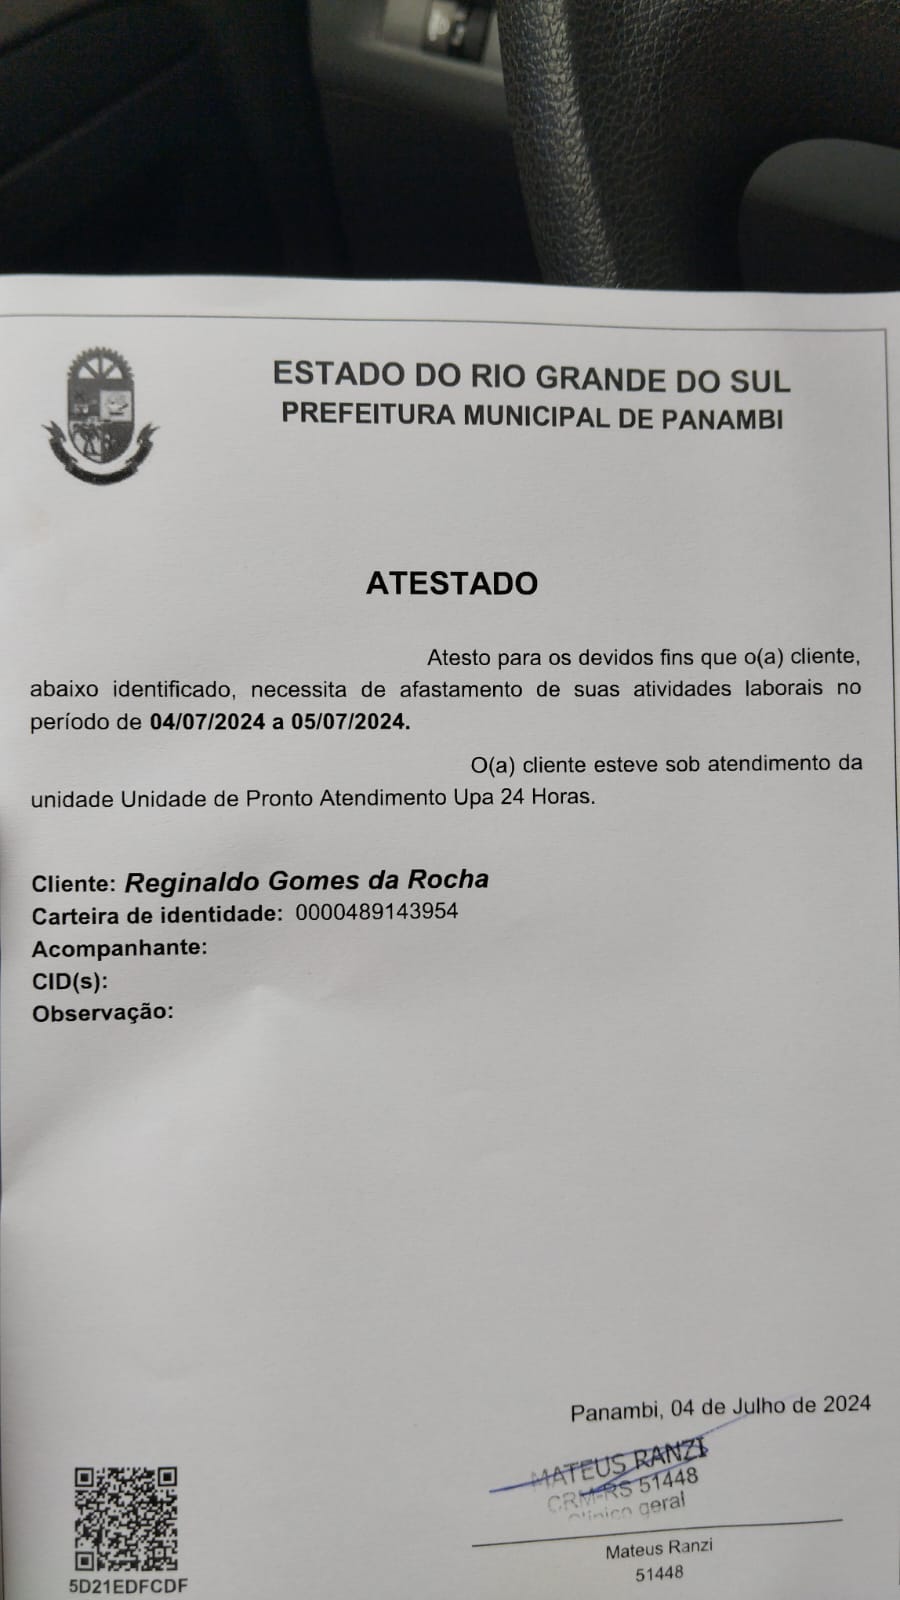 ESTADO DO RIO GRANDE DO SUL
PREFEITURA MUNICIPAL DE PANAMBI
ATESTADO
Atesto para os devidos fins que o(a) cliente,
abaixo identificado, necessita de afastamento de suas atividades laborais no
período de 04/07/2024 a 05/07/2024.
O(a) cliente esteve sob atendimento da
unidade Unidade de Pronto Atendimento Upa 24 Horas.
Cliente: Reginaldo Gomes da Rocha
Carteira de identidade: 0000489143954
Acompanhante:
CID(s):
Observação:
Panambi, 04 de Julho de 2024
MATEUS RANZI
CRM-RS 51448
Clínico geral
Mateus Ranzi
51448
5D21EDFCDF